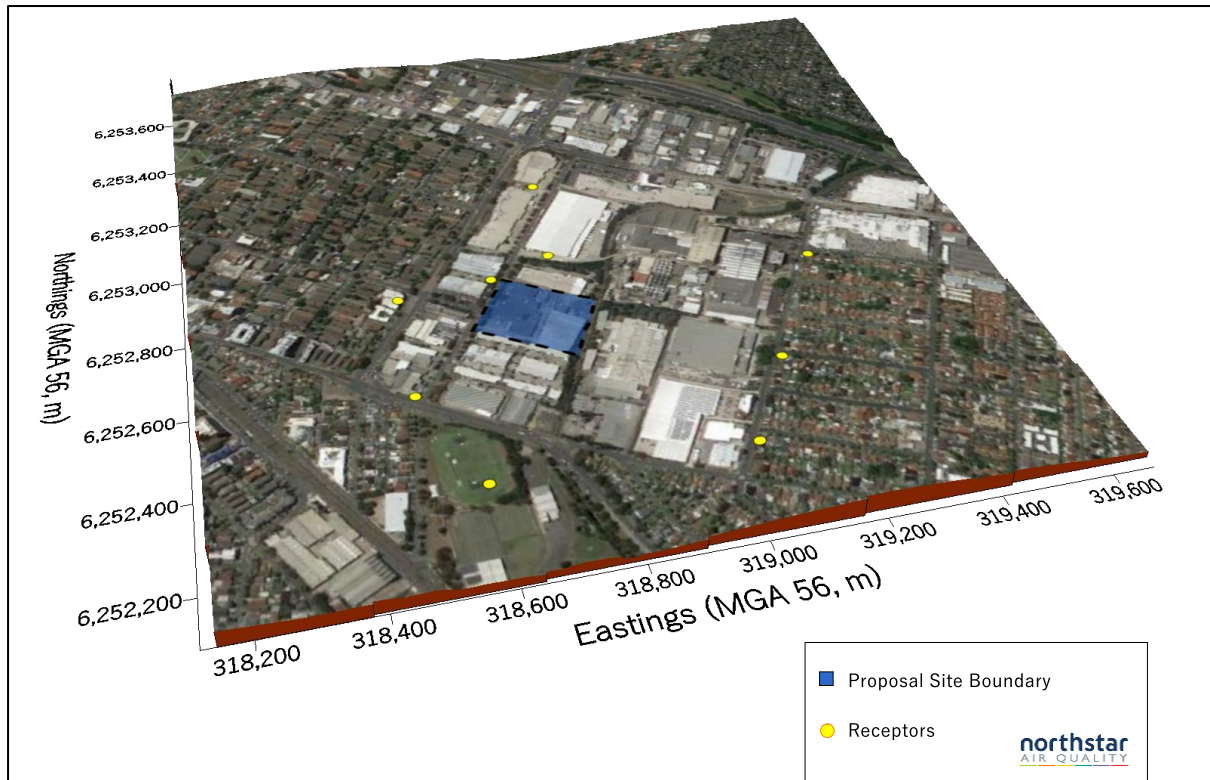 6,253,600
6,253,400
6,253,200
6,253,000
6,252,800
6,252,600
6,252,400
6,252,200
Northings (MGA 56, m)
318,200
318,400
318,600
318,800
319,000
319,200
319,400
319,600
Eastings (MGA 56, m)
Proposal Site Boundary
Receptors
northstar
AIR QUALITY